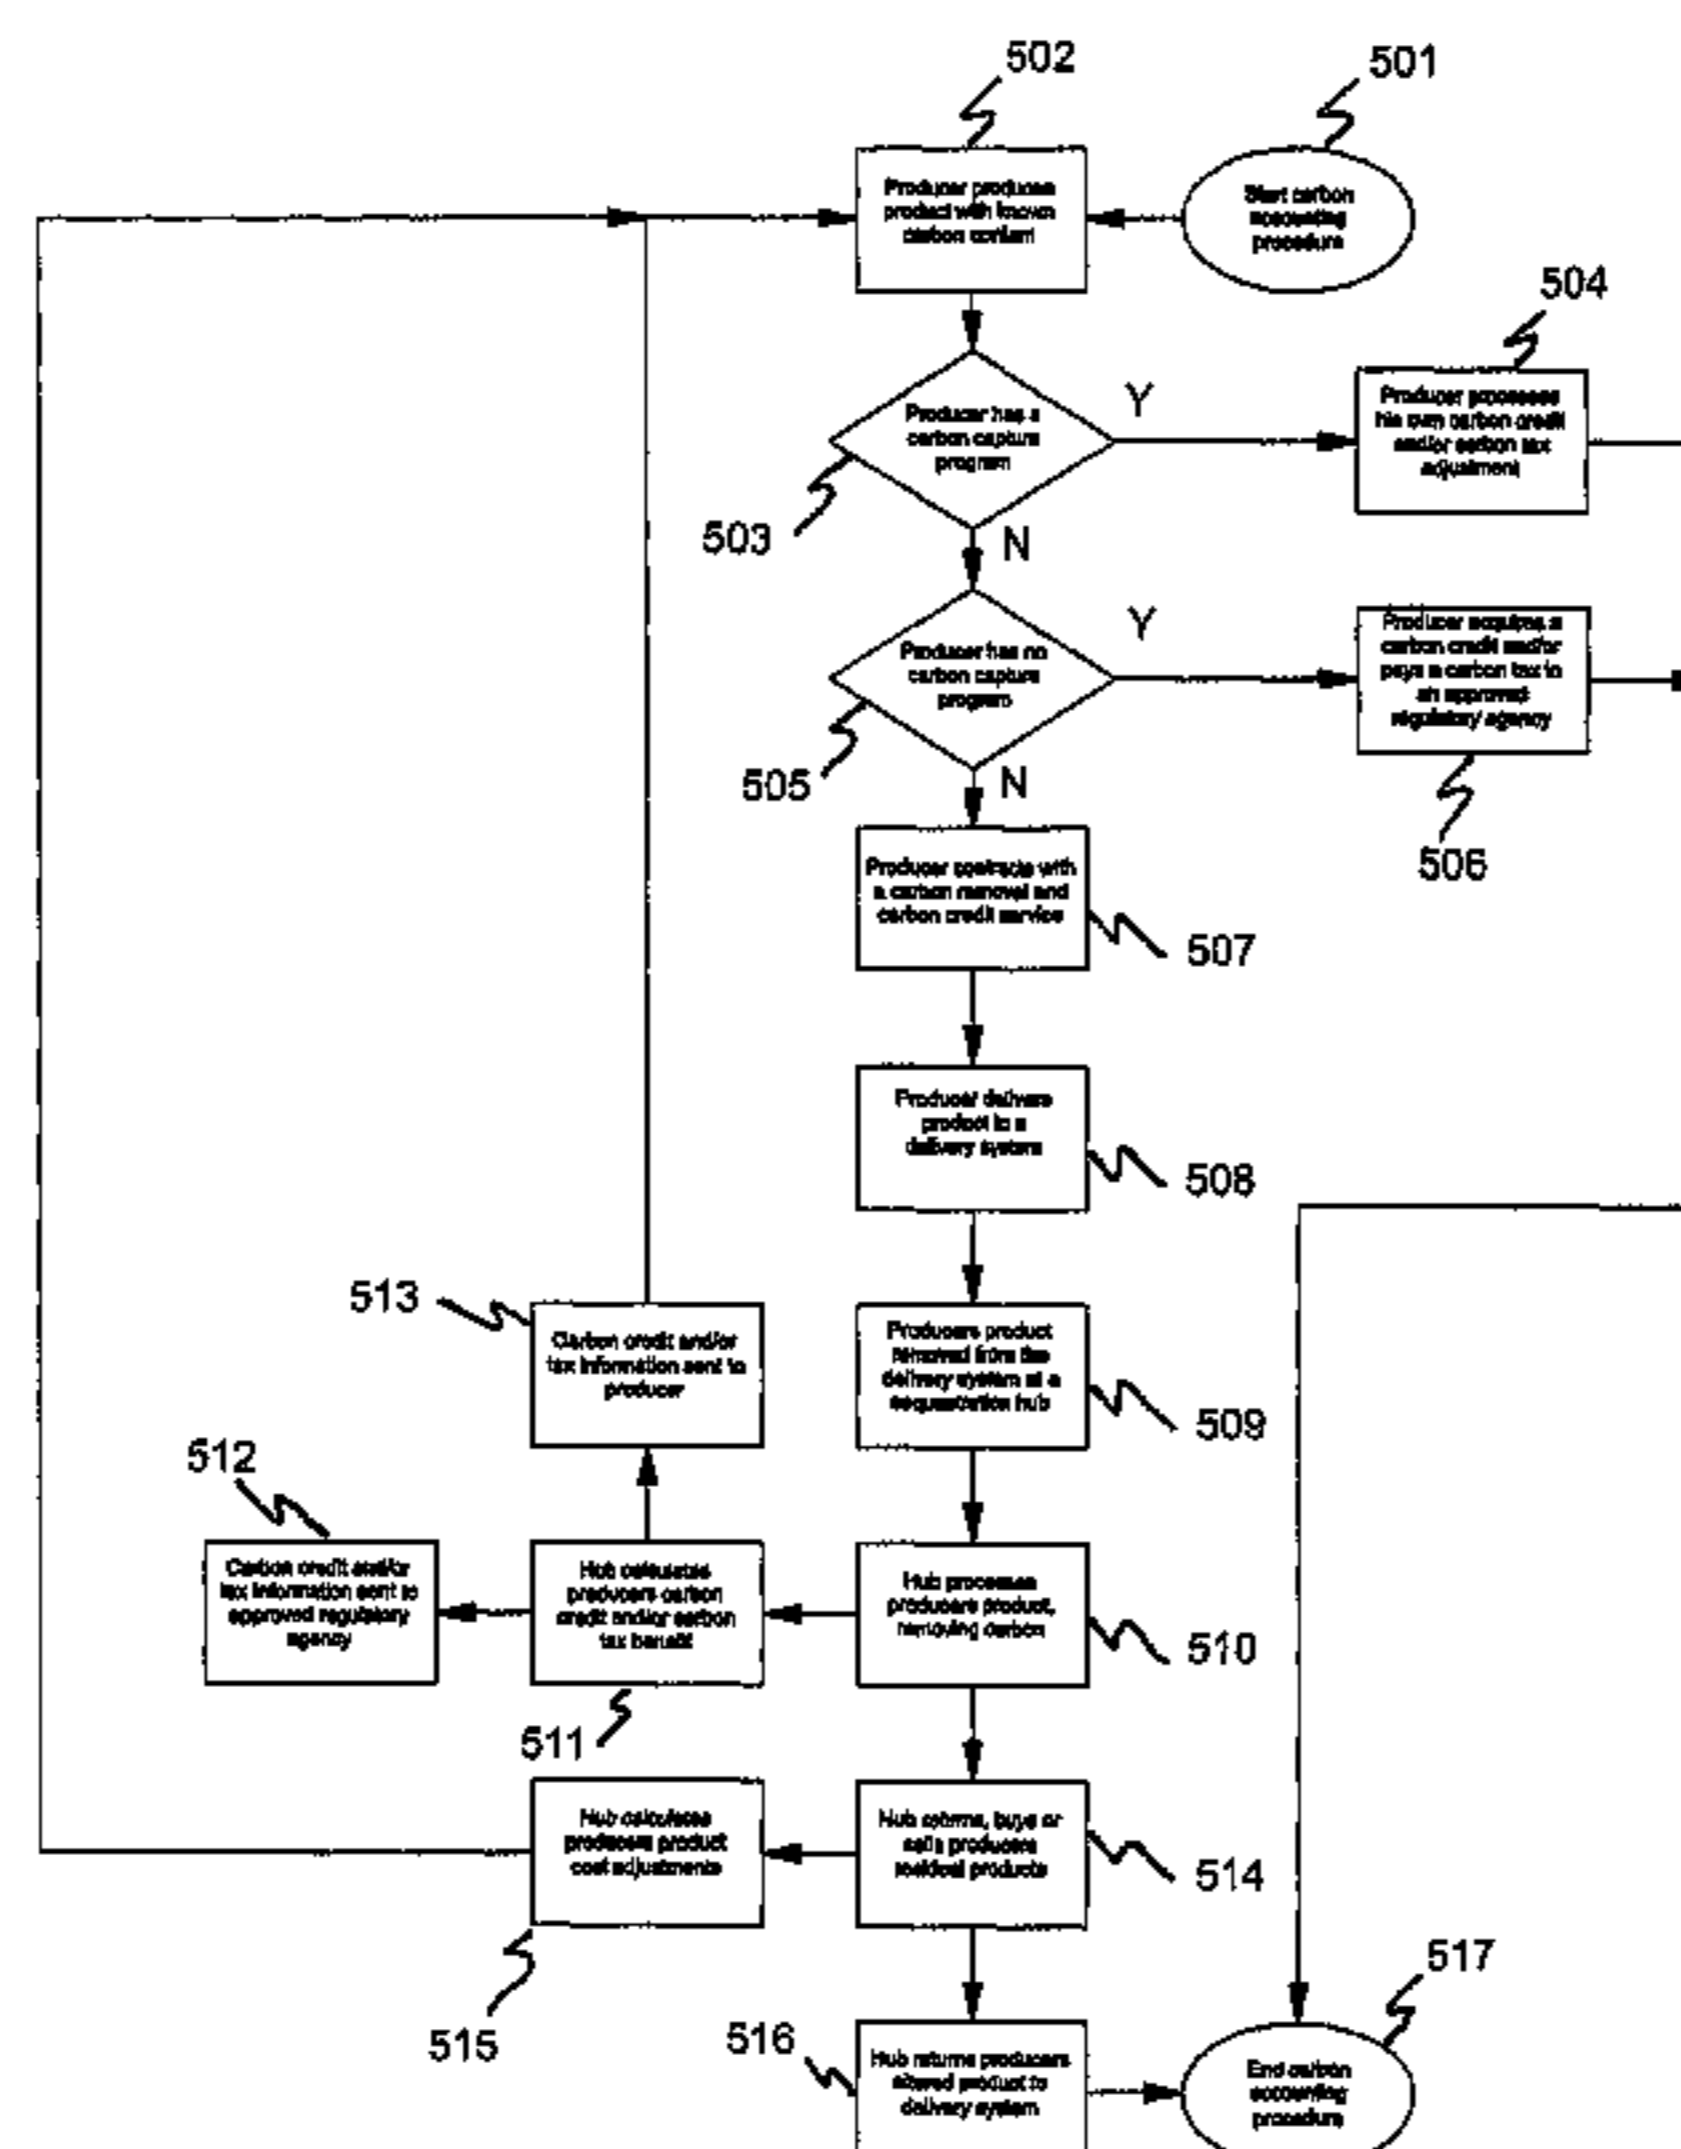 502
501
Producer produces
product with known
carbon content
Start carbon
accounting
procedure
504
Producer has a
carbon capture
program
Y
Producer processes
his own carbon credit
and/or carbon tax
adjustment
503
N
Producer has no
carbon capture
program
Y
Producer acquires a
carbon credit and/or
pays a carbon tax to
an approved
regulatory agency
505
N
506
Producer contracts with
a carbon removal and
carbon credit service
507
Producer delivers
product to a
delivery system
508
513
Carbon credit and/or
tax information sent to
producer
Producers product
removed from the
delivery system at a
sequestration hub
509
512
Carbon credit and/or
tax information sent to
approved regulatory
agency
Hub calculates
producers carbon
credit and/or carbon
tax benefit
Hub processes
producers product,
removing carbon
510
511
Hub calculates
producers product
cost adjustments
Hub returns, buys or
sells producers
residual products
514
515
517
516
Hub returns producers
altered product to
delivery system
End carbon
accounting
procedure